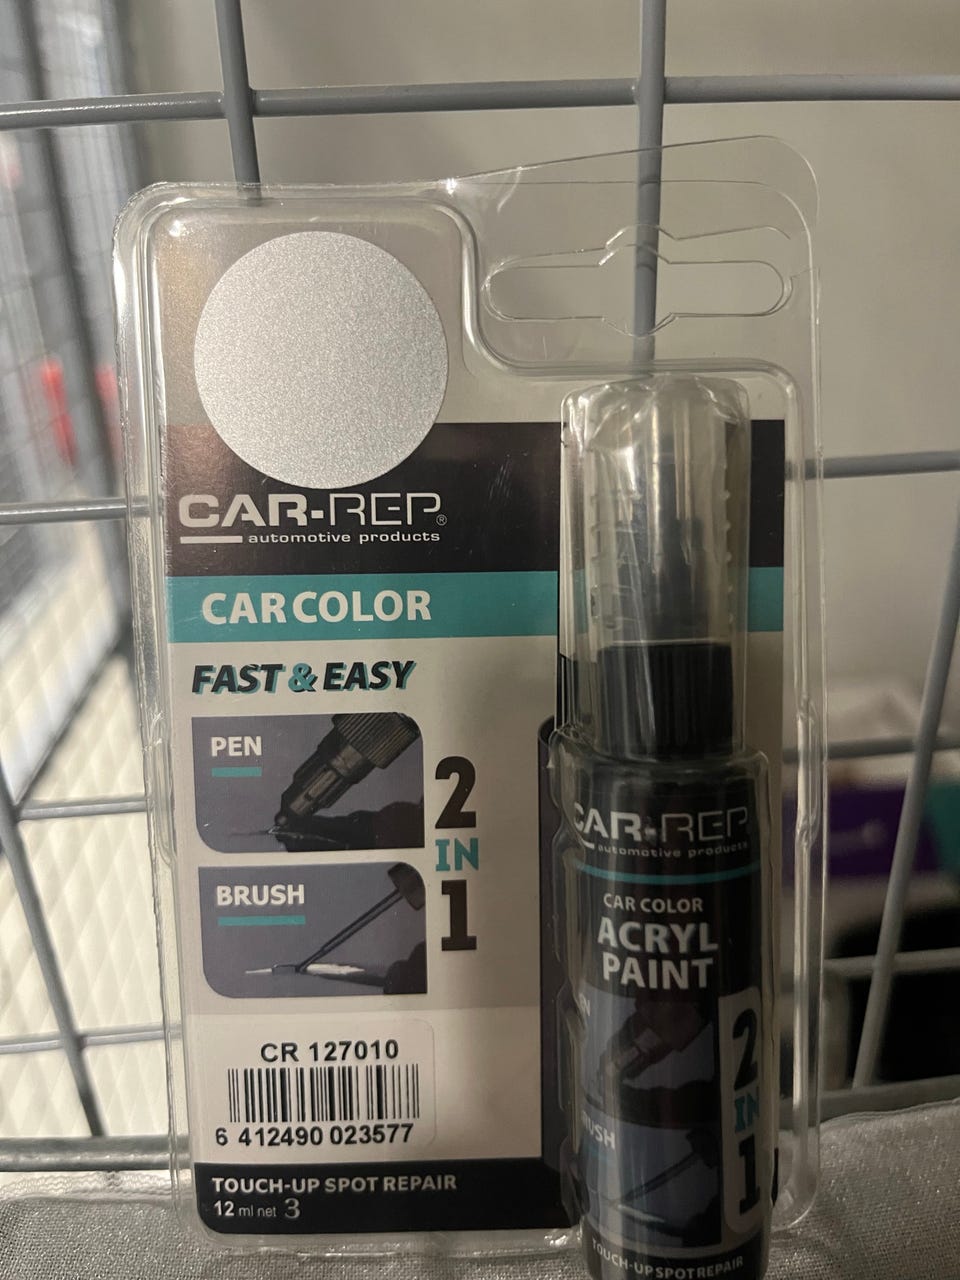 CAR-REP®
automotive products
CAR COLOR
FAST & EASY
PEN
BRUSH
2
IN
1
CR 127010
6 412490 023577
TOUCH-UP SPOT REPAIR
12 ml net 3
CAR-REP
automotive products
CAR COLOR
ACRYL
PAINT
2
IN
1
TOUCH-UP SPOT REPAIR